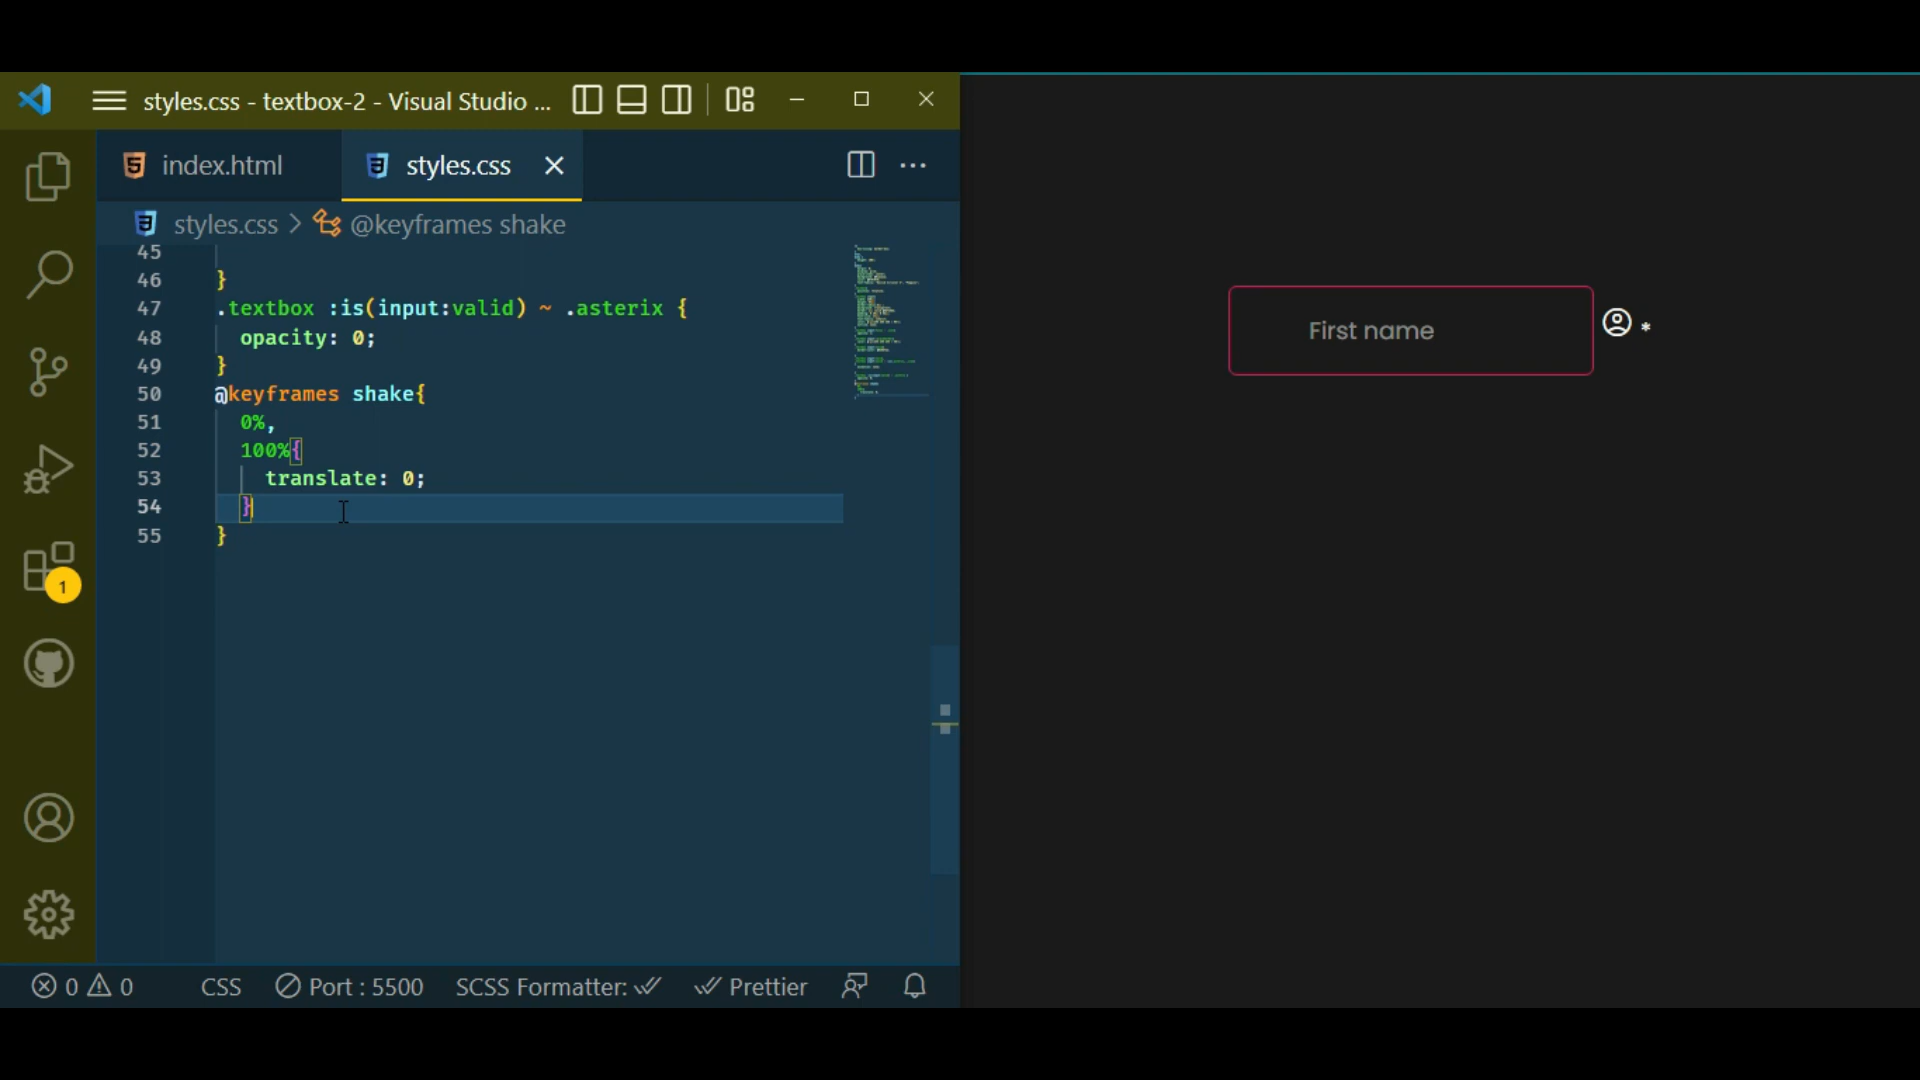 styles.css - textbox-2 - Visual Studio ...
index.html
styles.css
styles.css > @keyframes shake
45
46 }
47 .textbox :is(input:valid) ~ .asterix {
48 opacity: 0;
49 }
50 @keyframes shake{
51 0%,
52 100%{
53 translate: 0;
54 }
55 }
First name
*
1
0 0 CSS Port : 5500 SCSS Formatter: Prettier